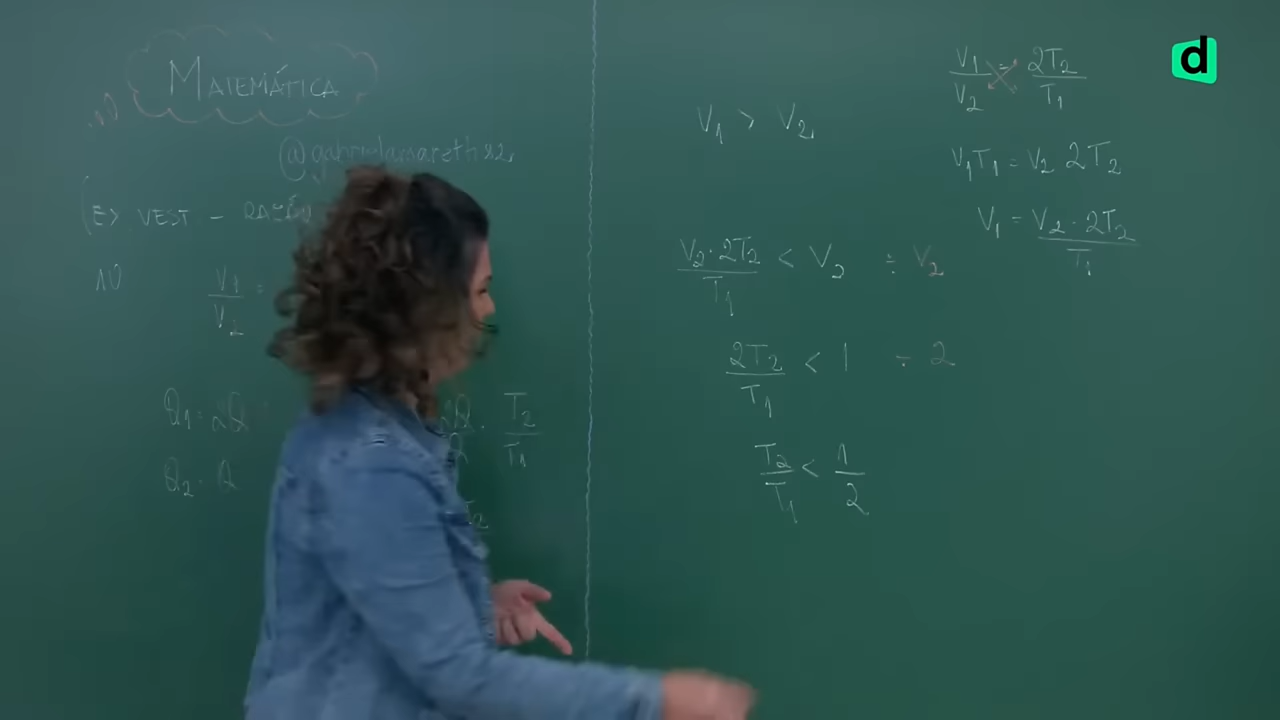 MATEMÁTICA
EX VEST - RAZÃO
10
V1/V2 =
Q1 = 2Q
Q2 = Q
T2/T1
V1 > V2
V2 · 2T2/T1 < V2 ÷ V2
2T2/T1 < 1 ÷ 2
T2/T1 < 1/2
V1/V2 = 2T2/T1
V1T1 = V2 2T2
V1 = V2 · 2T2/T1
d